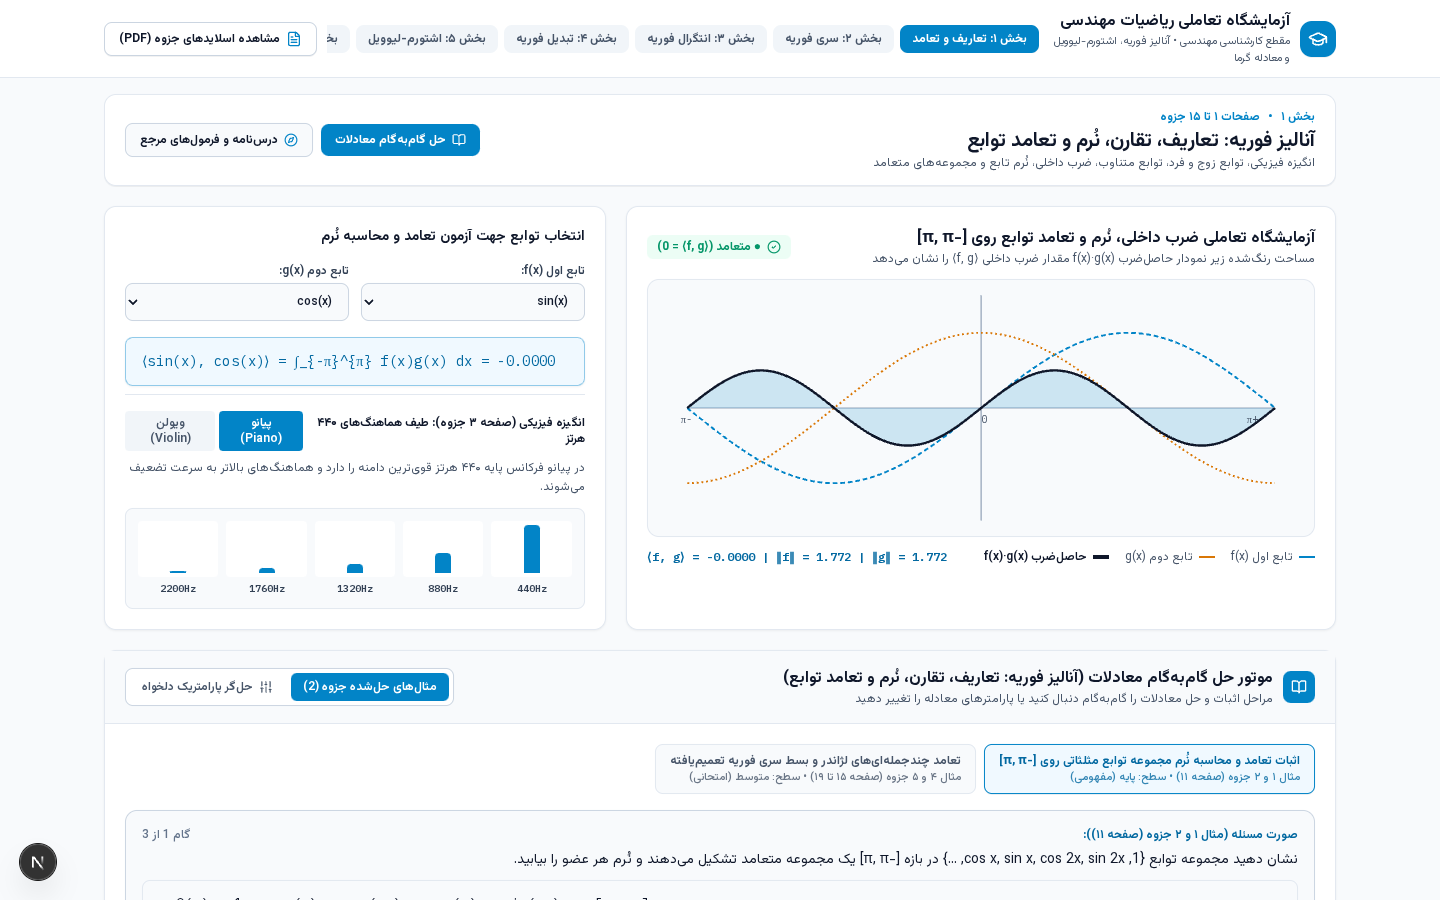 آزمایشگاه تعاملی ریاضیات مهندسی
مقطع کارشناسی مهندسی • آنالیز فوریه، اشتورم-لیوویل
و معادله گرما
بخش ۱: تعاریف و تعامد
بخش ۲: سری فوریه
بخش ۳: انتگرال فوریه
بخش ۴: تبدیل فوریه
بخش ۵: اشتورم-لیوویل
بخ
مشاهده اسلایدهای جزوه (PDF)
بخش ۱ • صفحات ۱ تا ۱۵ جزوه
آنالیز فوریه: تعاریف، تقارن، نُرم و تعامد توابع
انگیزه فیزیکی، توابع زوج و فرد، توابع متناوب، ضرب داخلی، نُرم تابع و مجموعه‌های متعامد
حل گام‌به‌گام معادلات
درس‌نامه و فرمول‌های مرجع
آزمایشگاه تعاملی ضرب داخلی، نُرم و تعامد توابع روی [-π, π]
مساحت رنگ‌شده زیر نمودار حاصل‌ضرب f(x)·g(x) مقدار ضرب داخلی ⟨f, g⟩ را نشان می‌دهد
● متعامد (⟨f, g⟩ = 0)
-π
0
+π
تابع اول f(x)
تابع دوم g(x)
حاصل‌ضرب f(x)·g(x)
⟨f, g⟩ = -0.0000 | ‖f‖ = 1.772 | ‖g‖ = 1.772
انتخاب توابع جهت آزمون تعامد و محاسبه نُرم
تابع اول f(x):
تابع دوم g(x):
sin(x)
cos(x)
⟨sin(x), cos(x)⟩ = ∫_{-π}^{π} f(x)g(x) dx = -0.0000
انگیزه فیزیکی (صفحه ۳ جزوه): طیف هماهنگ‌های ۴۴۰
هرتز
پیانو
(Piano)
ویولن
(Violin)
در پیانو فرکانس پایه ۴۴۰ هرتز قوی‌ترین دامنه را دارد و هماهنگ‌های بالاتر به سرعت تضعیف
می‌شوند.
440Hz
880Hz
1320Hz
1760Hz
2200Hz
موتور حل گام‌به‌گام معادلات (آنالیز فوریه: تعاریف، تقارن، نُرم و تعامد توابع)
مراحل اثبات و حل معادلات را گام‌به‌گام دنبال کنید یا پارامترهای معادله را تغییر دهید
مثال‌های حل‌شده جزوه (2)
حل‌گر پارامتریک دلخواه
اثبات تعامد و محاسبه نُرم مجموعه توابع مثلثاتی روی [-π, π]
مثال ۱ و ۲ جزوه (صفحه ۱۱) • سطح: پایه (مفهومی)
تعامد چندجمله‌ای‌های لژاندر و بسط سری فوریه تعمیم‌یافته
مثال ۴ و ۵ جزوه (صفحه ۱۵ تا ۱۹) • سطح: متوسط (امتحانی)
صورت مسئله (مثال ۱ و ۲ جزوه (صفحه ۱۱)):
گام 1 از 3
نشان دهید مجموعه توابع {1, cos x, sin x, cos 2x, sin 2x, ...} در بازه [-π, π] یک مجموعه متعامد تشکیل می‌دهند و نُرم هر عضو را بیابید.